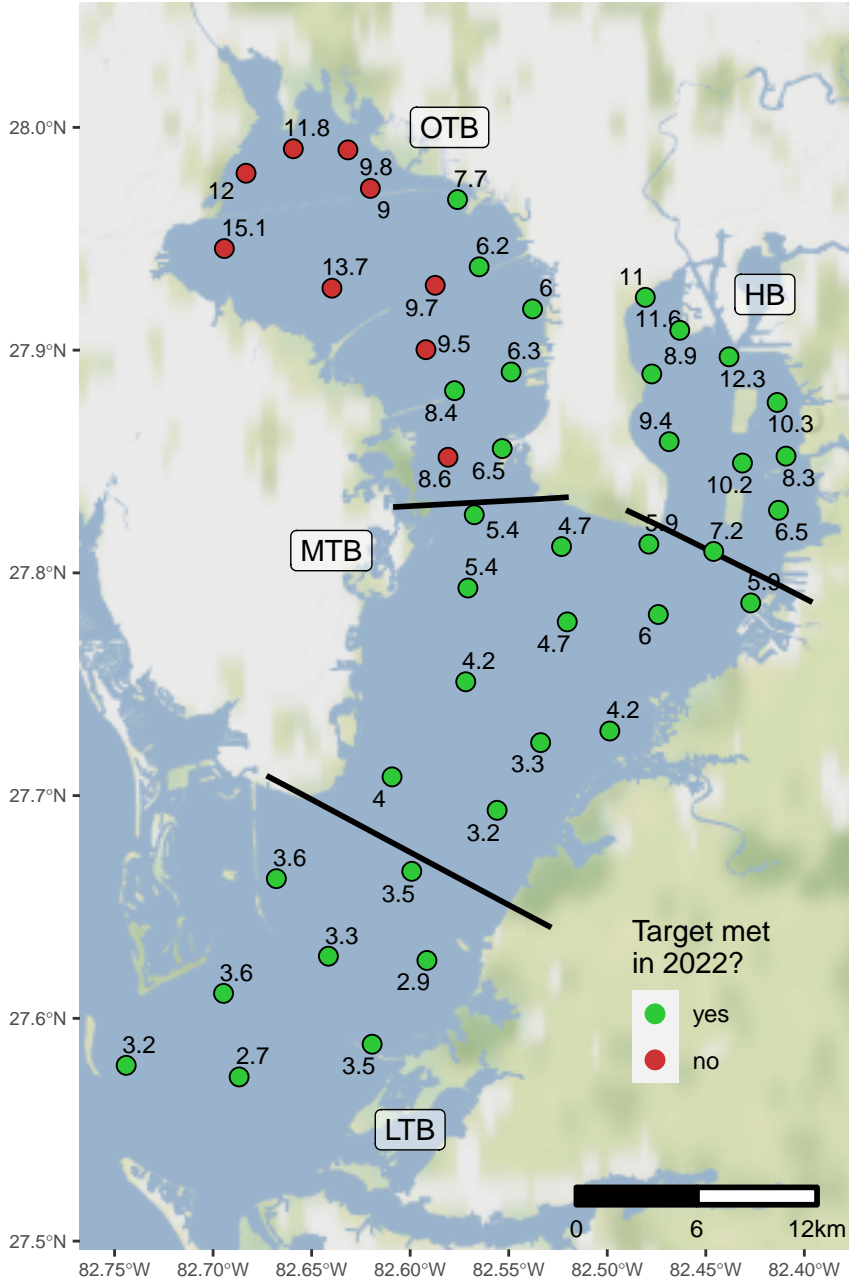 28.0°N
27.9°N
27.8°N
27.7°N
27.6°N
27.5°N
11.8
OTB
9.8
7.7
12
9
15.1
6.2
13.7
6
11
HB
9.7
11.6
9.5
6.3
8.9
12.3
8.4
9.4
10.3
8.6
6.5
10.2
8.3
5.4
4.7
5.9
7.2
6.5
MTB
5.4
5.9
4.7
6
4.2
4.2
3.3
4
3.2
3.6
3.5
3.3
2.9
3.6
3.2
2.7
3.5
LTB
Target met
in 2022?
yes
no
0 6 12km
82.75°W 82.70°W 82.65°W 82.60°W 82.55°W 82.50°W 82.45°W 82.40°W